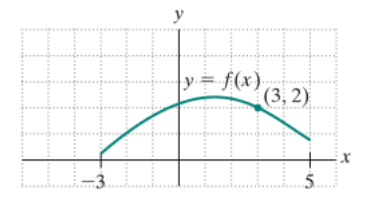 y
y = f(x)
(3, 2)
x
−3
5